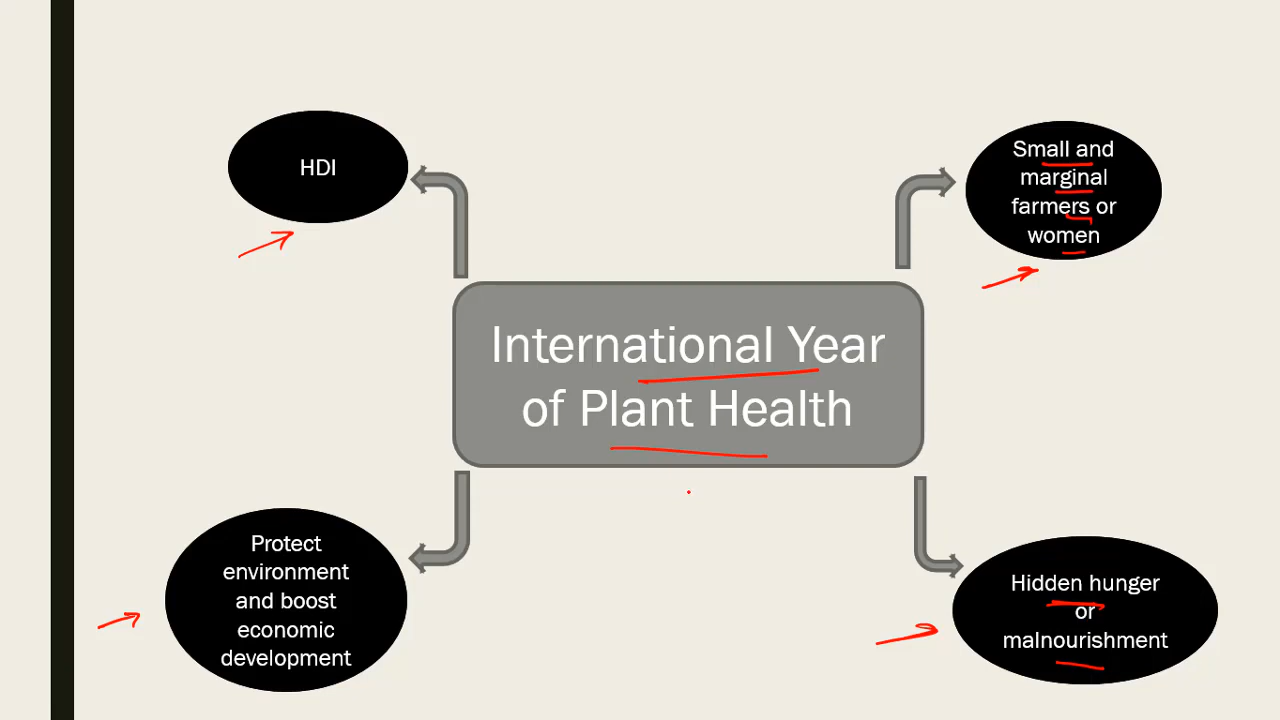 HDI
Small and
marginal
farmers or
women
International Year
of Plant Health
Protect
environment
and boost
economic
development
Hidden hunger
or
malnourishment